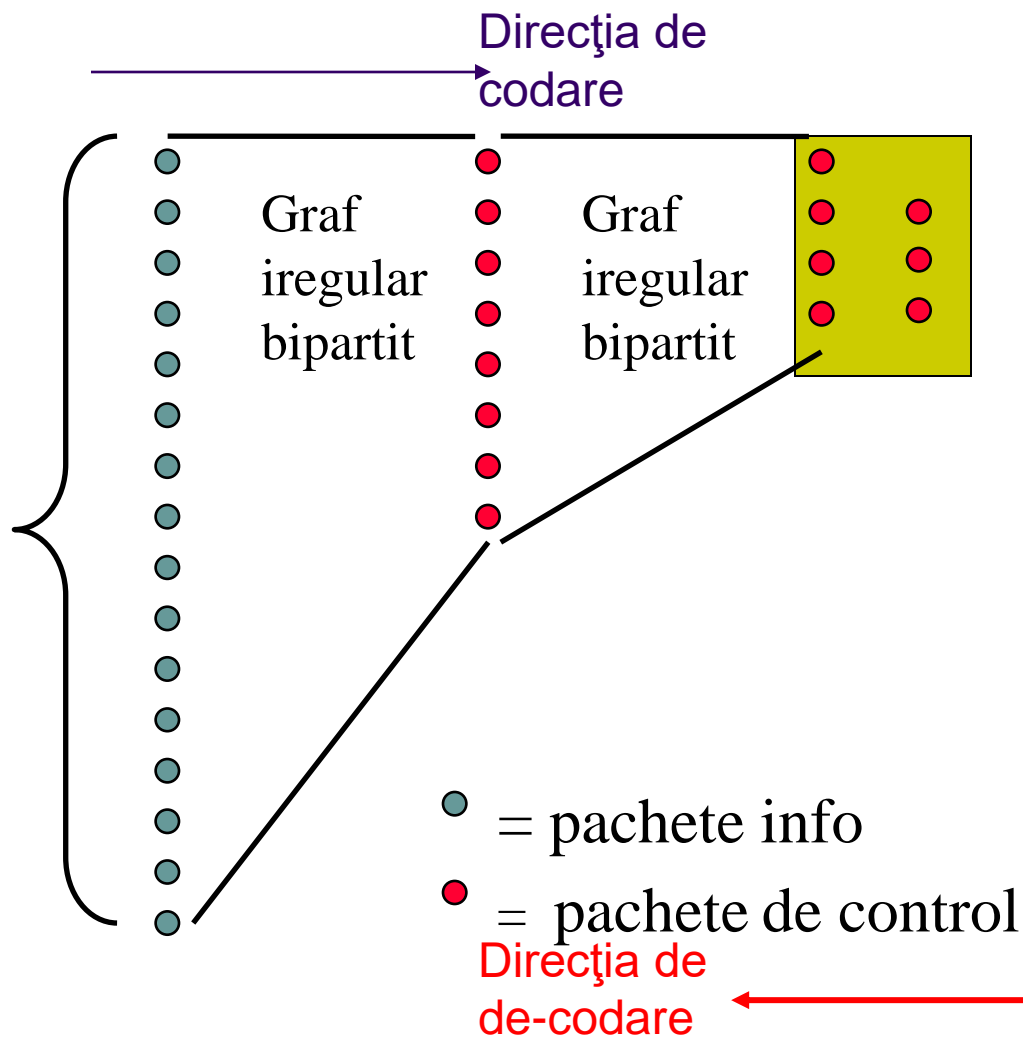 Direcţia de
codare
Graf
iregular
bipartit
Graf
iregular
bipartit
= pachete info
= pachete de control
Direcţia de
de-codare